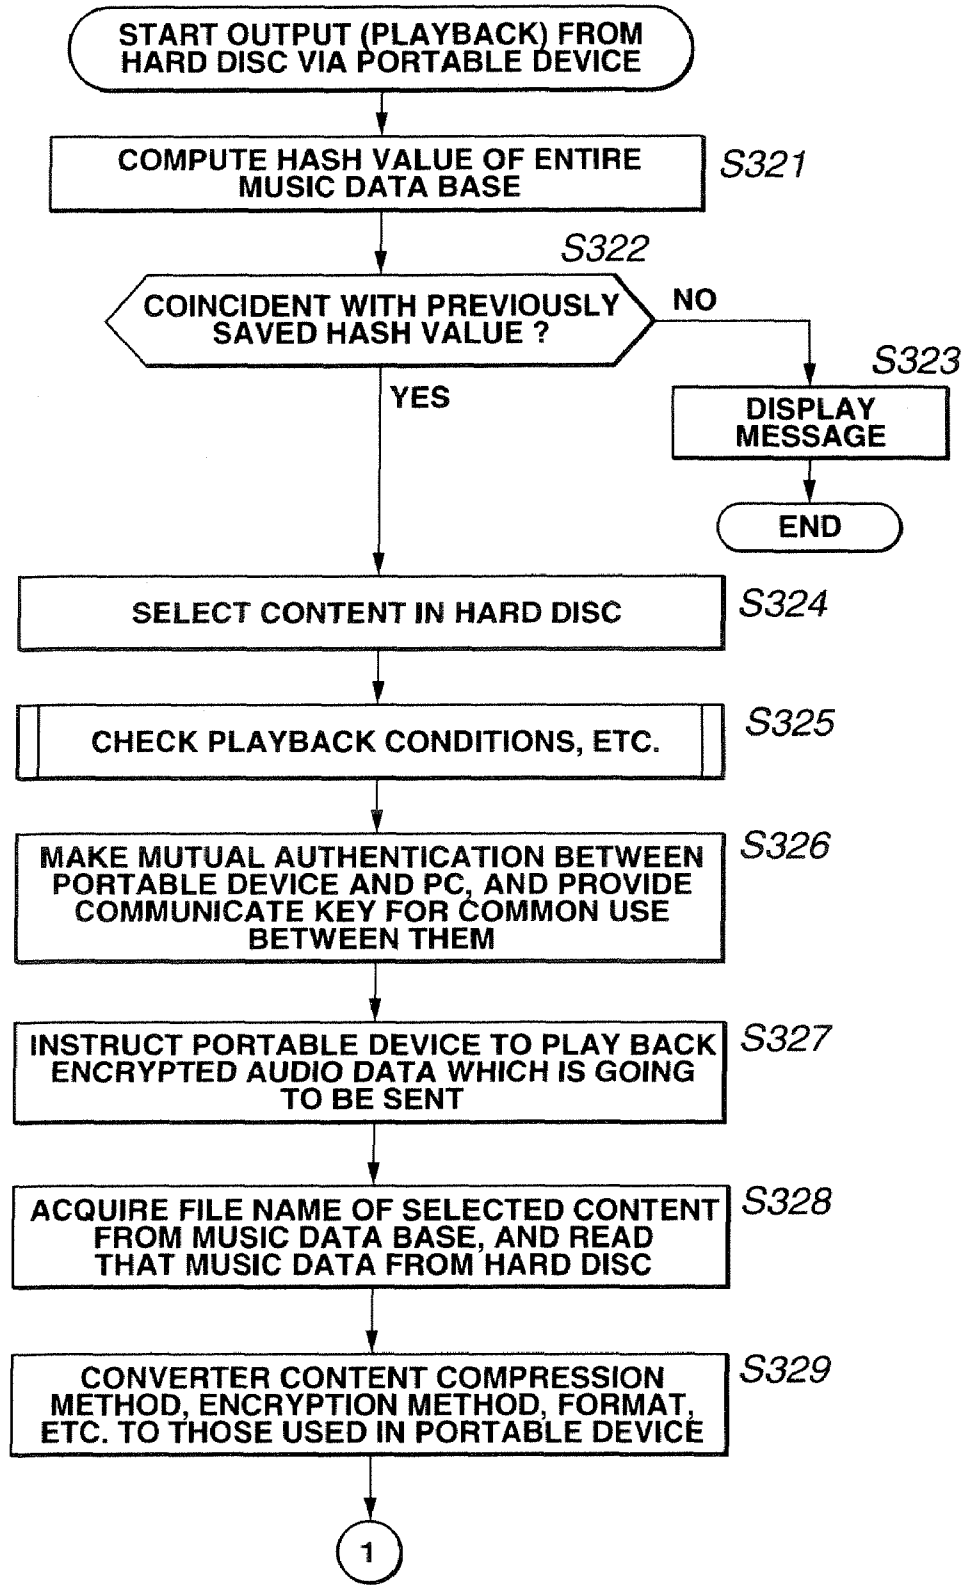 START OUTPUT (PLAYBACK) FROM
HARD DISC VIA PORTABLE DEVICE
COMPUTE HASH VALUE OF ENTIRE
MUSIC DATA BASE
S321
S322
COINCIDENT WITH PREVIOUSLY
SAVED HASH VALUE ?
NO
YES
S323
DISPLAY
MESSAGE
END
SELECT CONTENT IN HARD DISC
S324
CHECK PLAYBACK CONDITIONS, ETC.
S325
MAKE MUTUAL AUTHENTICATION BETWEEN
PORTABLE DEVICE AND PC, AND PROVIDE
COMMUNICATE KEY FOR COMMON USE
BETWEEN THEM
S326
INSTRUCT PORTABLE DEVICE TO PLAY BACK
ENCRYPTED AUDIO DATA WHICH IS GOING
TO BE SENT
S327
ACQUIRE FILE NAME OF SELECTED CONTENT
FROM MUSIC DATA BASE, AND READ
THAT MUSIC DATA FROM HARD DISC
S328
CONVERTER CONTENT COMPRESSION
METHOD, ENCRYPTION METHOD, FORMAT,
ETC. TO THOSE USED IN PORTABLE DEVICE
S329
1